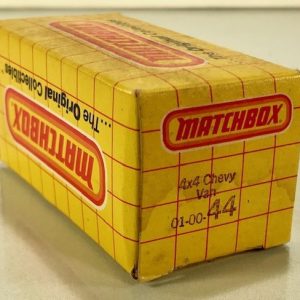 MATCHBOX
4x4 Chevy
Van
01-00-44
MATCHBOX
...The Original Collectibles